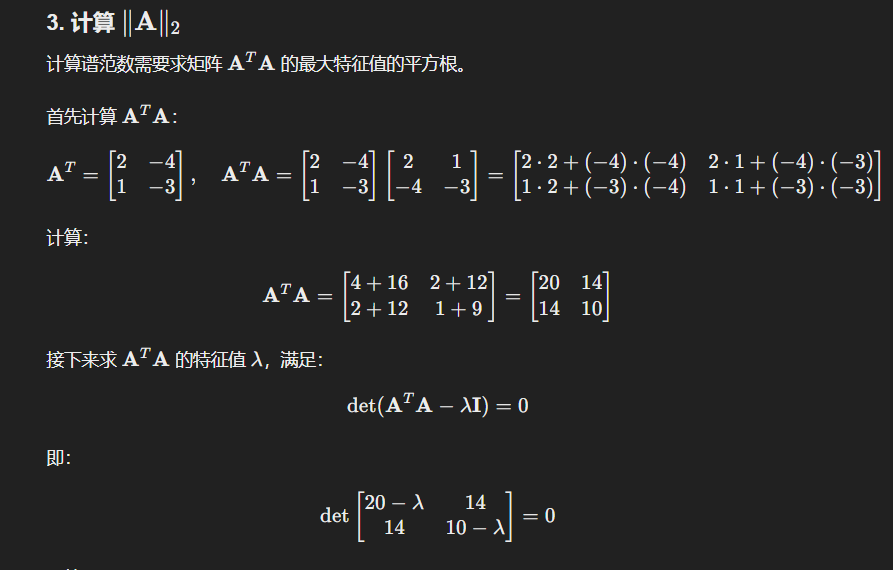 3. 计算 ‖A‖₂
计算谱范数需要求矩阵 AᵀA 的最大特征值的平方根。
首先计算 AᵀA：
Aᵀ = [2 −4; 1 −3], AᵀA = [2 −4; 1 −3] [2 1; −4 −3] = [2·2+(−4)·(−4) 2·1+(−4)·(−3); 1·2+(−3)·(−4) 1·1+(−3)·(−3)]
计算：
AᵀA = [4+16 2+12; 2+12 1+9] = [20 14; 14 10]
接下来求 AᵀA 的特征值 λ，满足：
det(AᵀA − λI) = 0
即：
det [20−λ 14; 14 10−λ] = 0